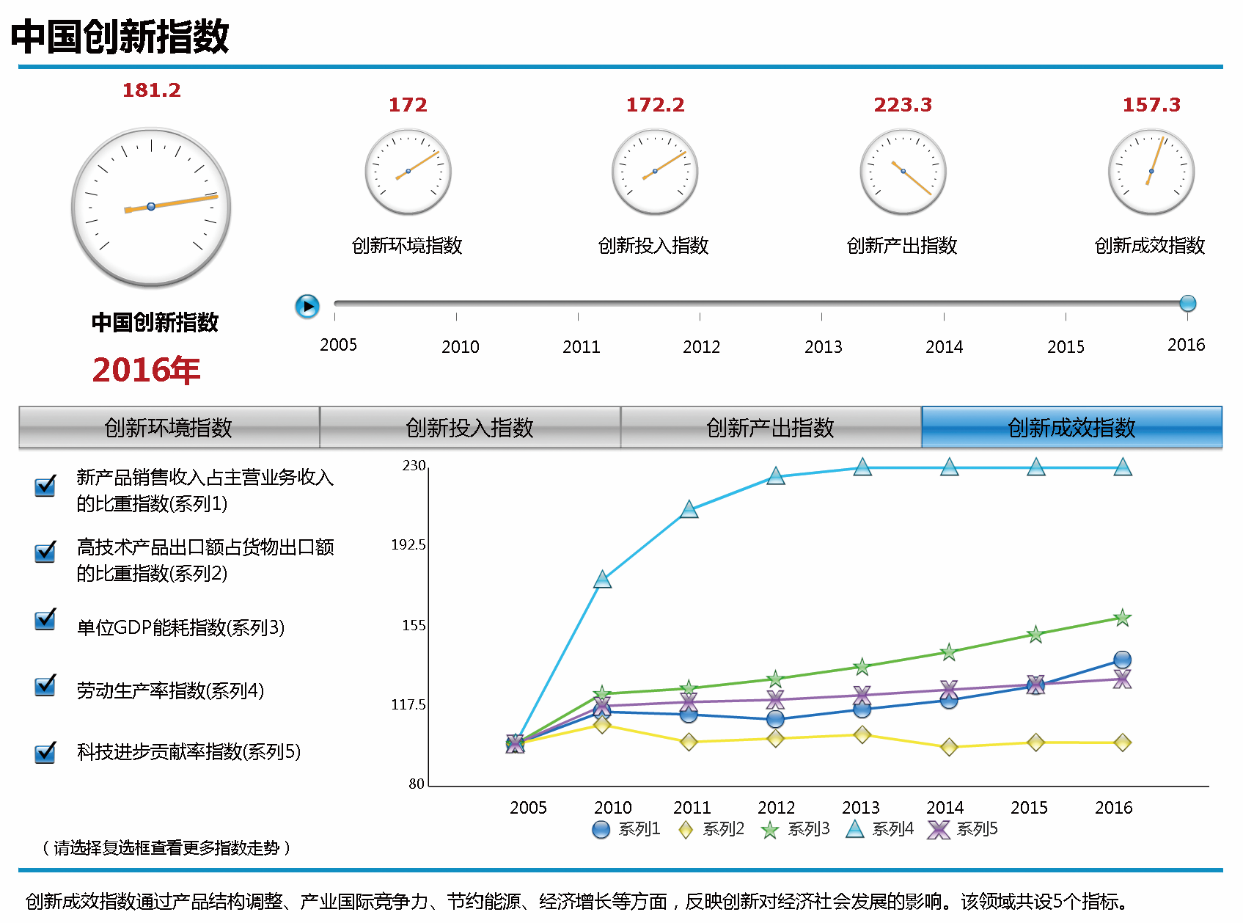 中国创新指数
181.2
172
172.2
223.3
157.3
创新环境指数
创新投入指数
创新产出指数
创新成效指数
中国创新指数
2016年
2005
2010
2011
2012
2013
2014
2015
2016
创新环境指数
创新投入指数
创新产出指数
创新成效指数
新产品销售收入占主营业务收入
的比重指数(系列1)
高技术产品出口额占货物出口额
的比重指数(系列2)
单位GDP能耗指数(系列3)
劳动生产率指数(系列4)
科技进步贡献率指数(系列5)
(请选择复选框查看更多指数走势)
230
192.5
155
117.5
80
2005
2010
2011
2012
2013
2014
2015
2016
系列1
系列2
系列3
系列4
系列5
创新成效指数通过产品结构调整、产业国际竞争力、节约能源、经济增长等方面,反映创新对经济社会发展的影响。该领域共设5个指标。